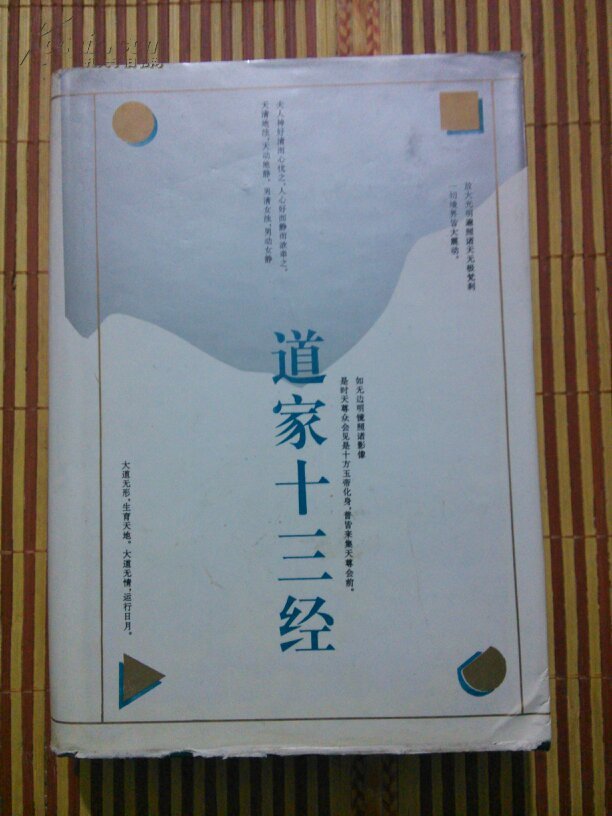 放大光明遍照诸天无极梵刹
一切境界皆大震动。
夫人神好清而心忧之，人心好而静而欲牵之，
天清地浊，天动地静，男清女浊，男动女静
道家十三经
如无边明镜照诸影像
是时天尊众会见是十方玉帝化身，普皆来集天尊会前。
大道无形，生育天地。大道无情，运行日月。